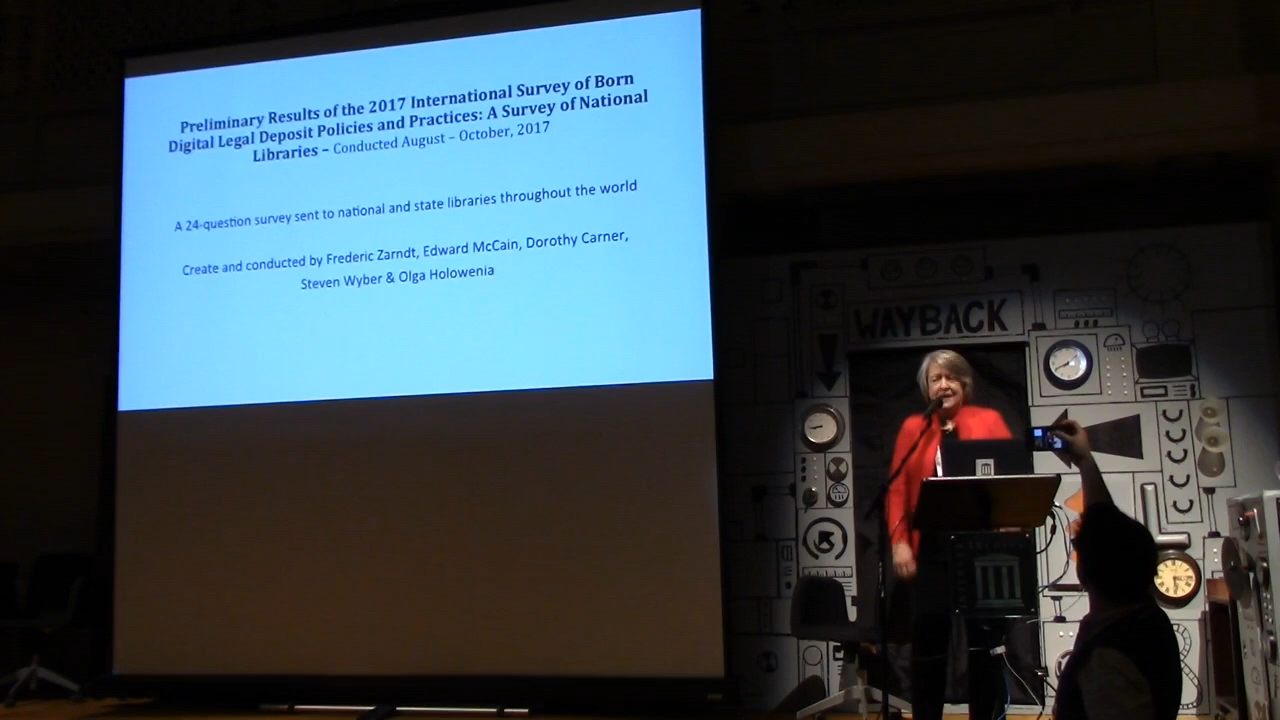 Preliminary Results of the 2017 International Survey of Born
Digital Legal Deposit Policies and Practices: A Survey of National
Libraries – Conducted August – October, 2017
A 24-question survey sent to national and state libraries throughout the world
Create and conducted by Frederic Zarndt, Edward McCain, Dorothy Carner,
Steven Wyber & Olga Holowenia
WAYBACK